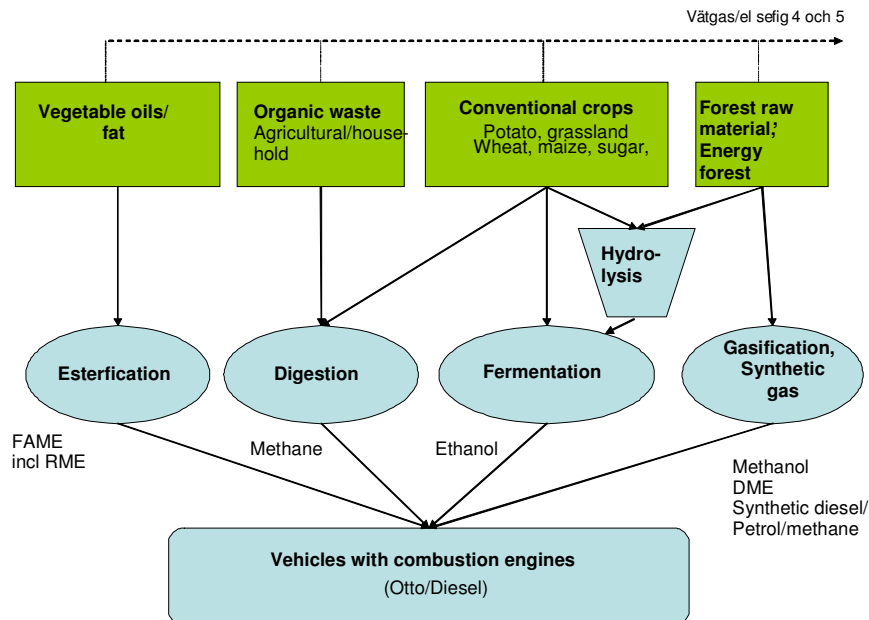 Vätgas/el sefig 4 och 5
Vegetable oils/
fat
Organic waste
Agricultural/house-
hold
Conventional crops
Potato, grassland
Wheat, maize, sugar,
Forest raw
material,’
Energy
forest
Hydro-
lysis
Esterfication
Digestion
Fermentation
Gasification,
Synthetic
gas
FAME
incl RME
Methane
Ethanol
Methanol
DME
Synthetic diesel/
Petrol/methane
Vehicles with combustion engines
(Otto/Diesel)